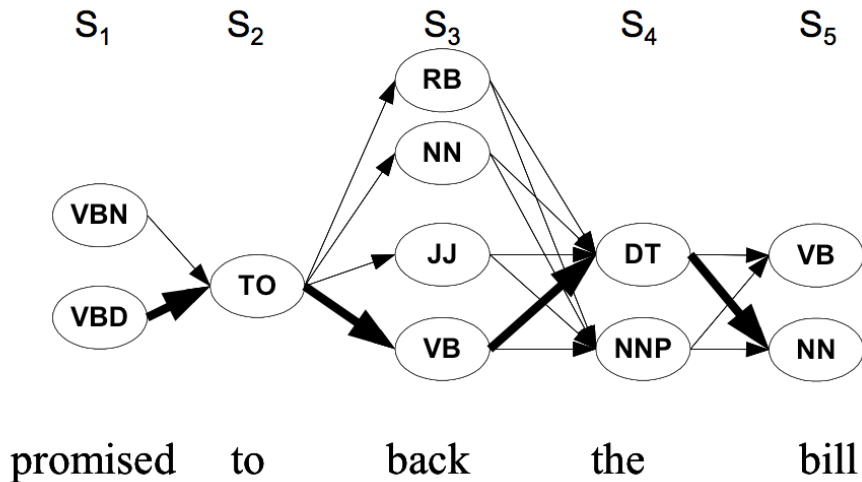 S1 S2 S3 S4 S5
RB
NN
VBN
JJ DT VB
TO
VBD
VB NNP NN
promised to back the bill